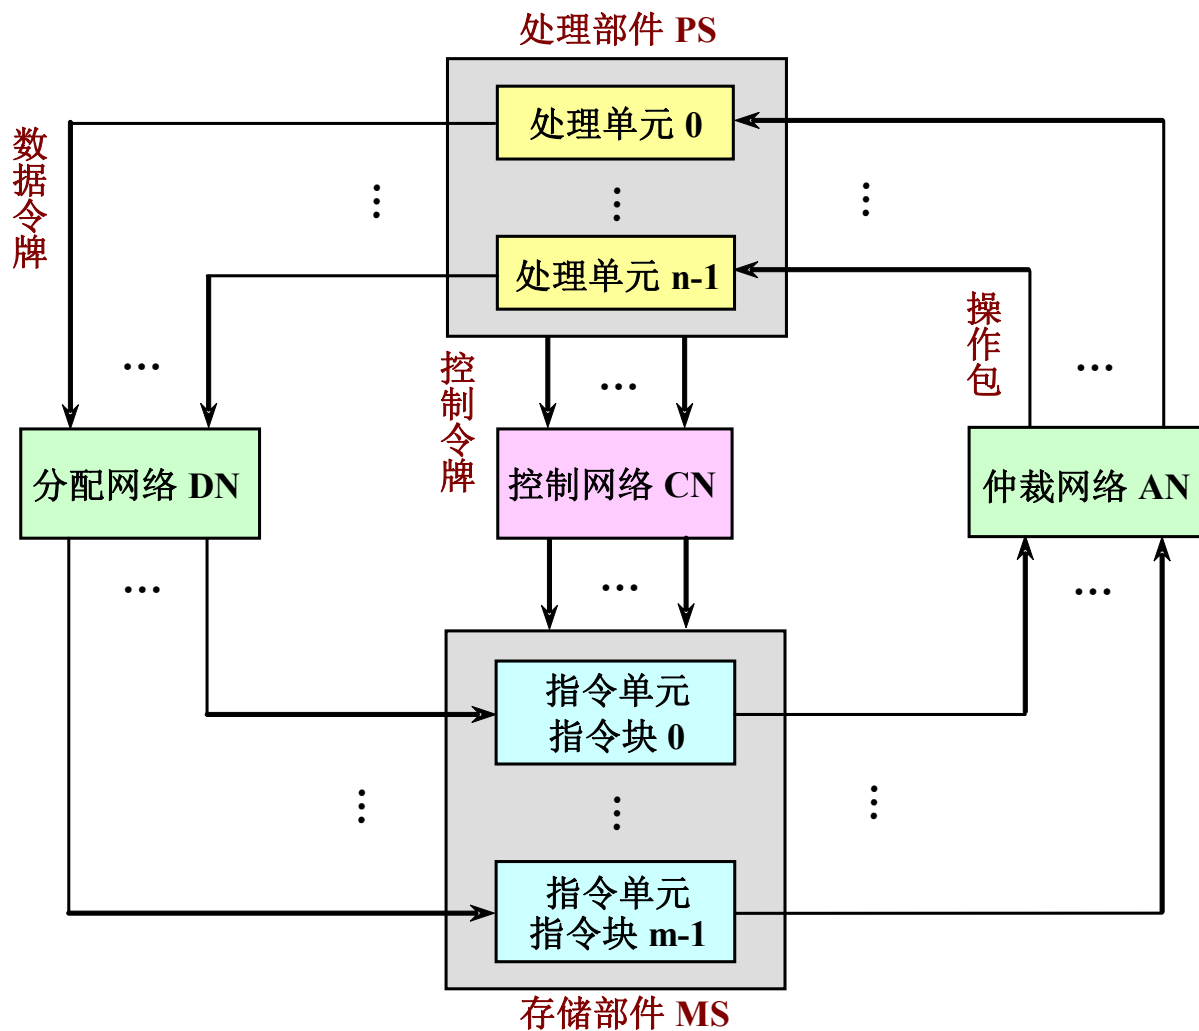 处理部件 PS
处理单元 0
数据令牌
处理单元 n-1
操作包
控制令牌
分配网络 DN
控制网络 CN
仲裁网络 AN
指令单元
指令块 0
指令单元
指令块 m-1
存储部件 MS